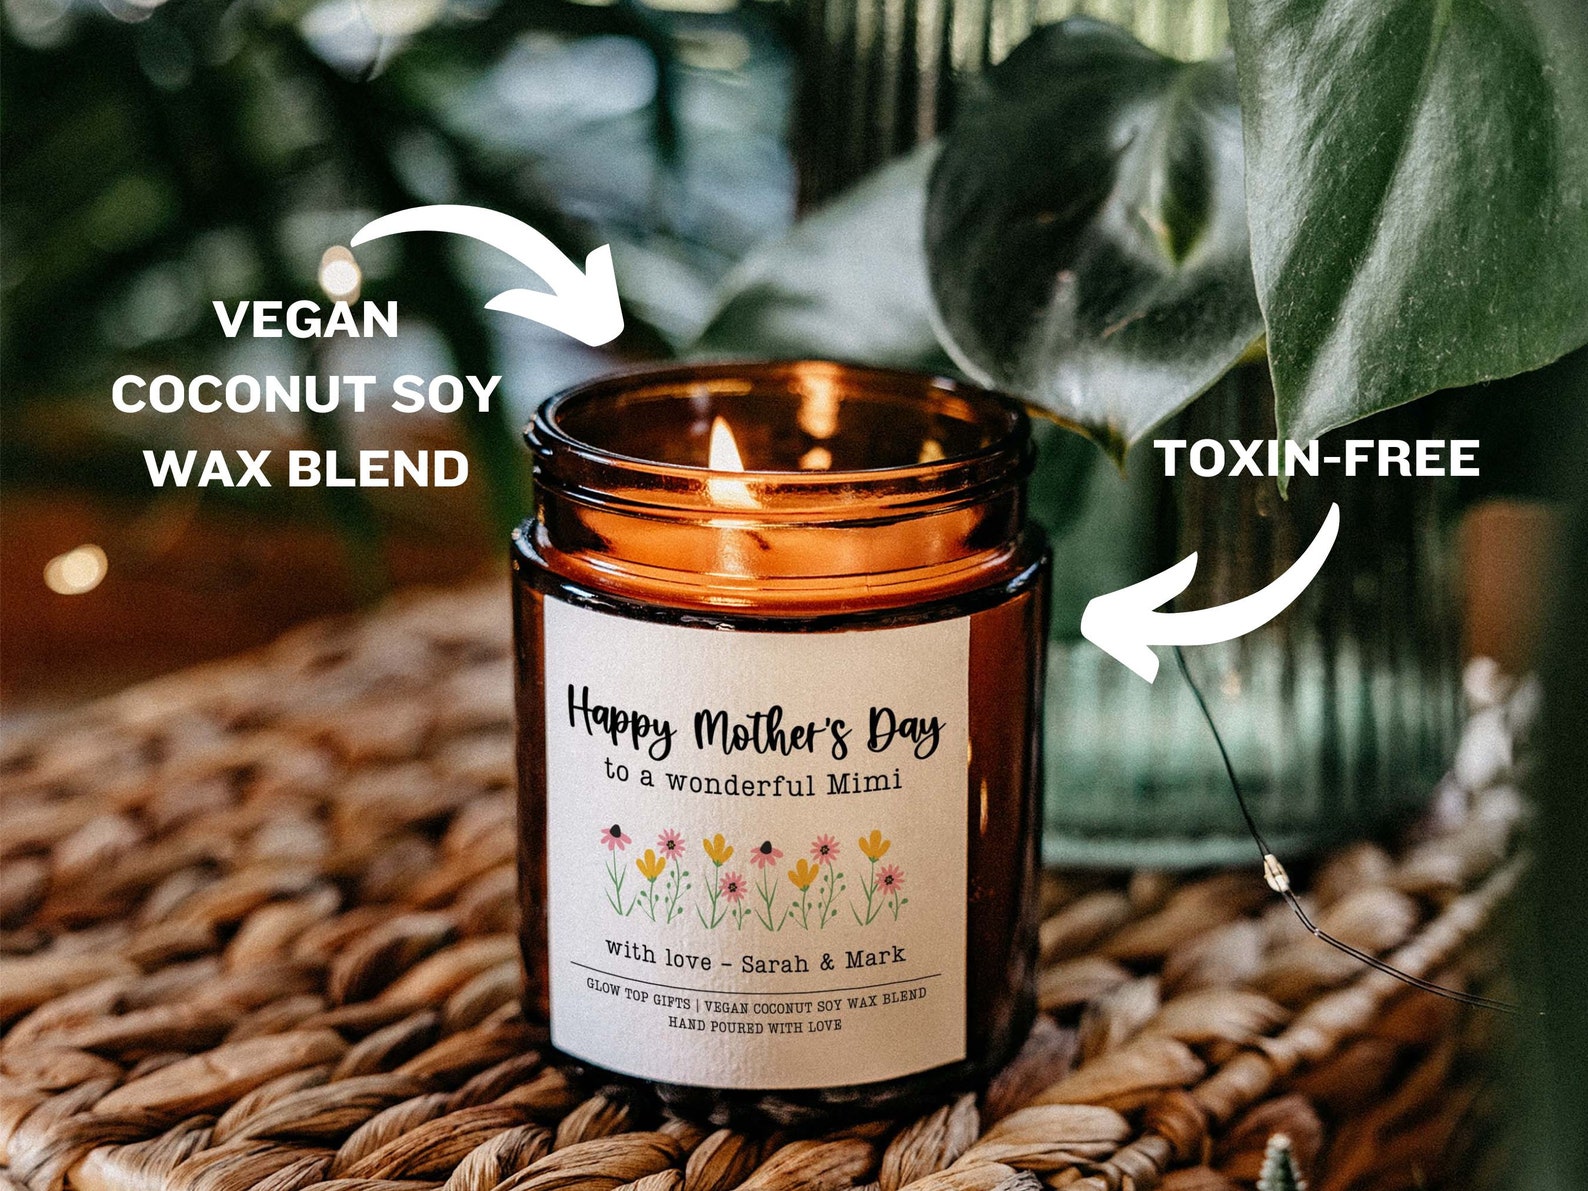 VEGAN
COCONUT SOY
WAX BLEND
TOXIN-FREE
Happy Mother's Day
to a wonderful Mimi
with love – Sarah & Mark
GLOW TOP GIFTS | VEGAN COCONUT SOY WAX BLEND
HAND POURED WITH LOVE